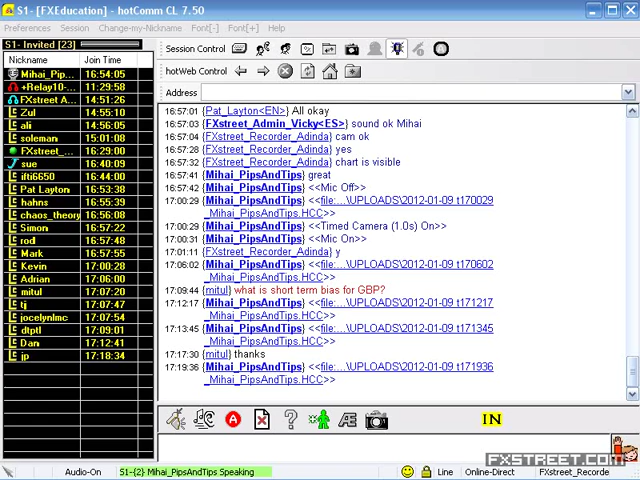 S1- [FXEducation] - hotComm CL 7.50
Preferences Session Change-my-Nickname Font[-] Font[+] Help
S1- Invited [23]
Session Control
Nickname Join Time
hotWeb Control
Address
Mihai_Pips... 16:54:05
+Relay10-... 11:29:58
FXstreet A... 14:51:26
Zul 14:55:10
ali 14:56:05
soleman 15:01:08
FXstreet_... 16:29:00
sue 16:40:09
ifti6650 16:44:00
Pat Layton 16:53:38
hahns 16:55:39
chaos_theory 16:56:08
Simon 16:57:22
rod 16:57:48
Mark 16:57:55
Kevin 17:00:28
Adrian 17:06:00
mitul 17:07:20
tj 17:07:47
jocelynlmc 17:07:54
dtptl 17:09:01
Dan 17:12:41
jp 17:18:34
16:57:01 {Pat_Layton<EN>} All okay
16:57:03 {FXstreet_Admin_Vicky<ES>} sound ok Mihai
16:57:04 {FXstreet_Recorder_Adinda} cam ok
16:57:28 {FXstreet_Recorder_Adinda} yes
16:57:32 {FXstreet_Recorder_Adinda} chart is visible
16:57:41 {Mihai_PipsAndTips} great
16:57:42 {Mihai_PipsAndTips} <<Mic Off>>
17:00:29 {Mihai_PipsAndTips} <<file:...\UPLOADS\2012-01-09 t170029
_Mihai_PipsAndTips.HCC>>
17:00:29 {Mihai_PipsAndTips} <<Timed Camera (1.0s) On>>
17:00:31 {Mihai_PipsAndTips} <<Mic On>>
17:01:11 {FXstreet_Recorder_Adinda} y
17:06:02 {Mihai_PipsAndTips} <<file:...\UPLOADS\2012-01-09 t170602
_Mihai_PipsAndTips.HCC>>
17:09:44 {mitul} what is short term bias for GBP?
17:12:17 {Mihai_PipsAndTips} <<file:...\UPLOADS\2012-01-09 t171217
_Mihai_PipsAndTips.HCC>>
17:13:45 {Mihai_PipsAndTips} <<file:...\UPLOADS\2012-01-09 t171345
_Mihai_PipsAndTips.HCC>>
17:17:30 {mitul} thanks
17:19:36 {Mihai_PipsAndTips} <<file:...\UPLOADS\2012-01-09 t171936
_Mihai_PipsAndTips.HCC>>
A ? Æ IN
FXSTREET.COM
Audio-On S1-{2} Mihai_PipsAndTips Speaking Line Online-Direct FXstreet_Recorde